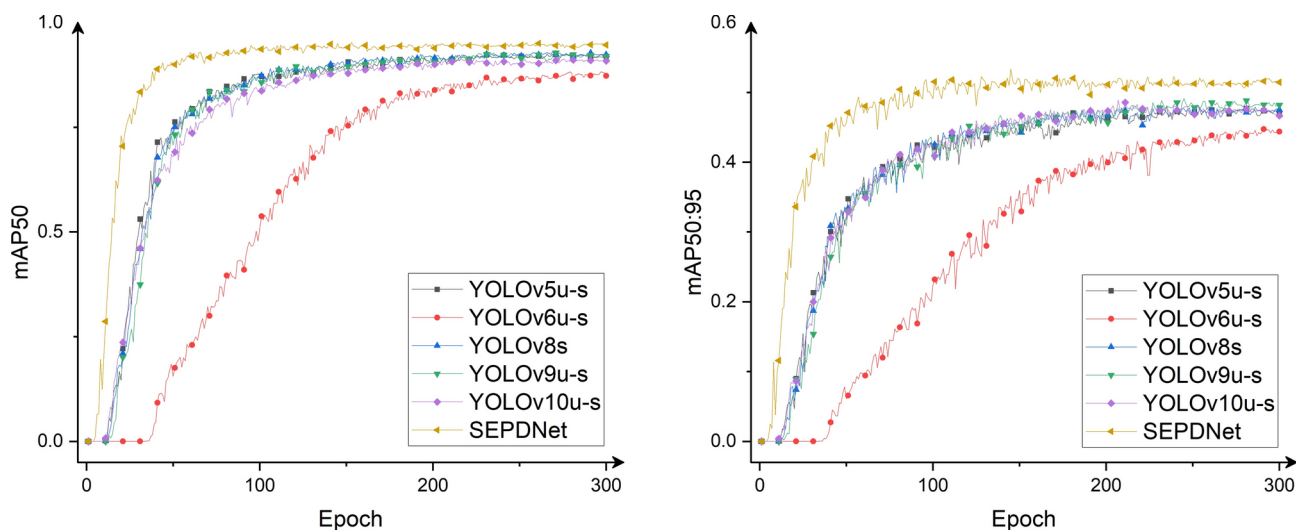 1.0
0.5
0.0
mAP50
YOLOv5u-s
YOLOv6u-s
YOLOv8s
YOLOv9u-s
YOLOv10u-s
SEPDNet
0 100 200 300
Epoch
0.6
0.4
0.2
0.0
mAP50:95
YOLOv5u-s
YOLOv6u-s
YOLOv8s
YOLOv9u-s
YOLOv10u-s
SEPDNet
0 100 200 300
Epoch